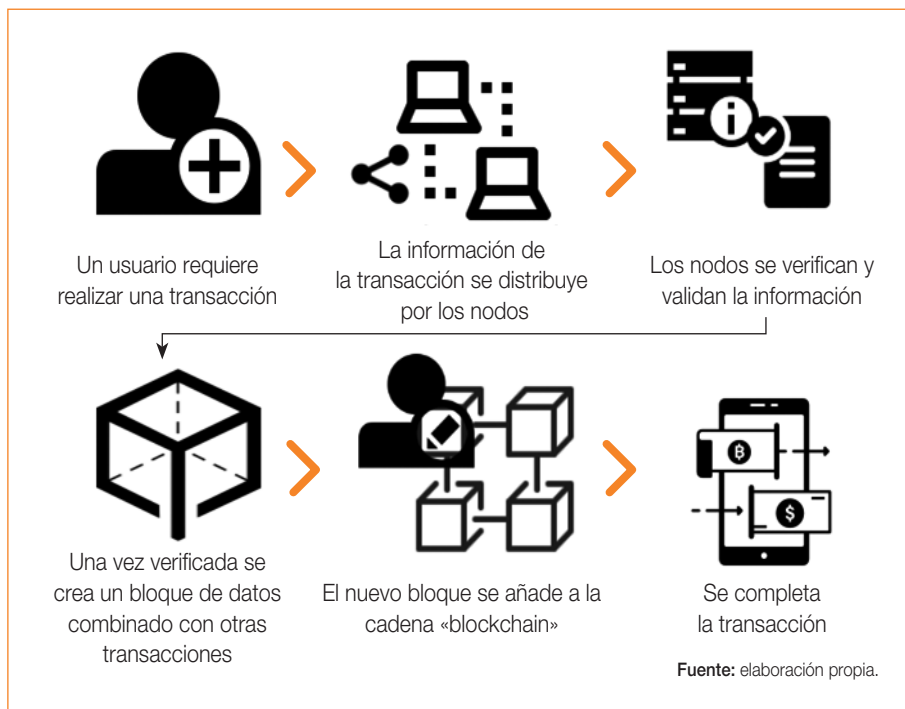 Un usuario requiere
realizar una transacción
La información de
la transacción se distribuye
por los nodos
Los nodos se verifican y
validan la información
Una vez verificada se
crea un bloque de datos
combinado con otras
transacciones
El nuevo bloque se añade a la
cadena «blockchain»
Se completa
la transacción
Fuente: elaboración propia.